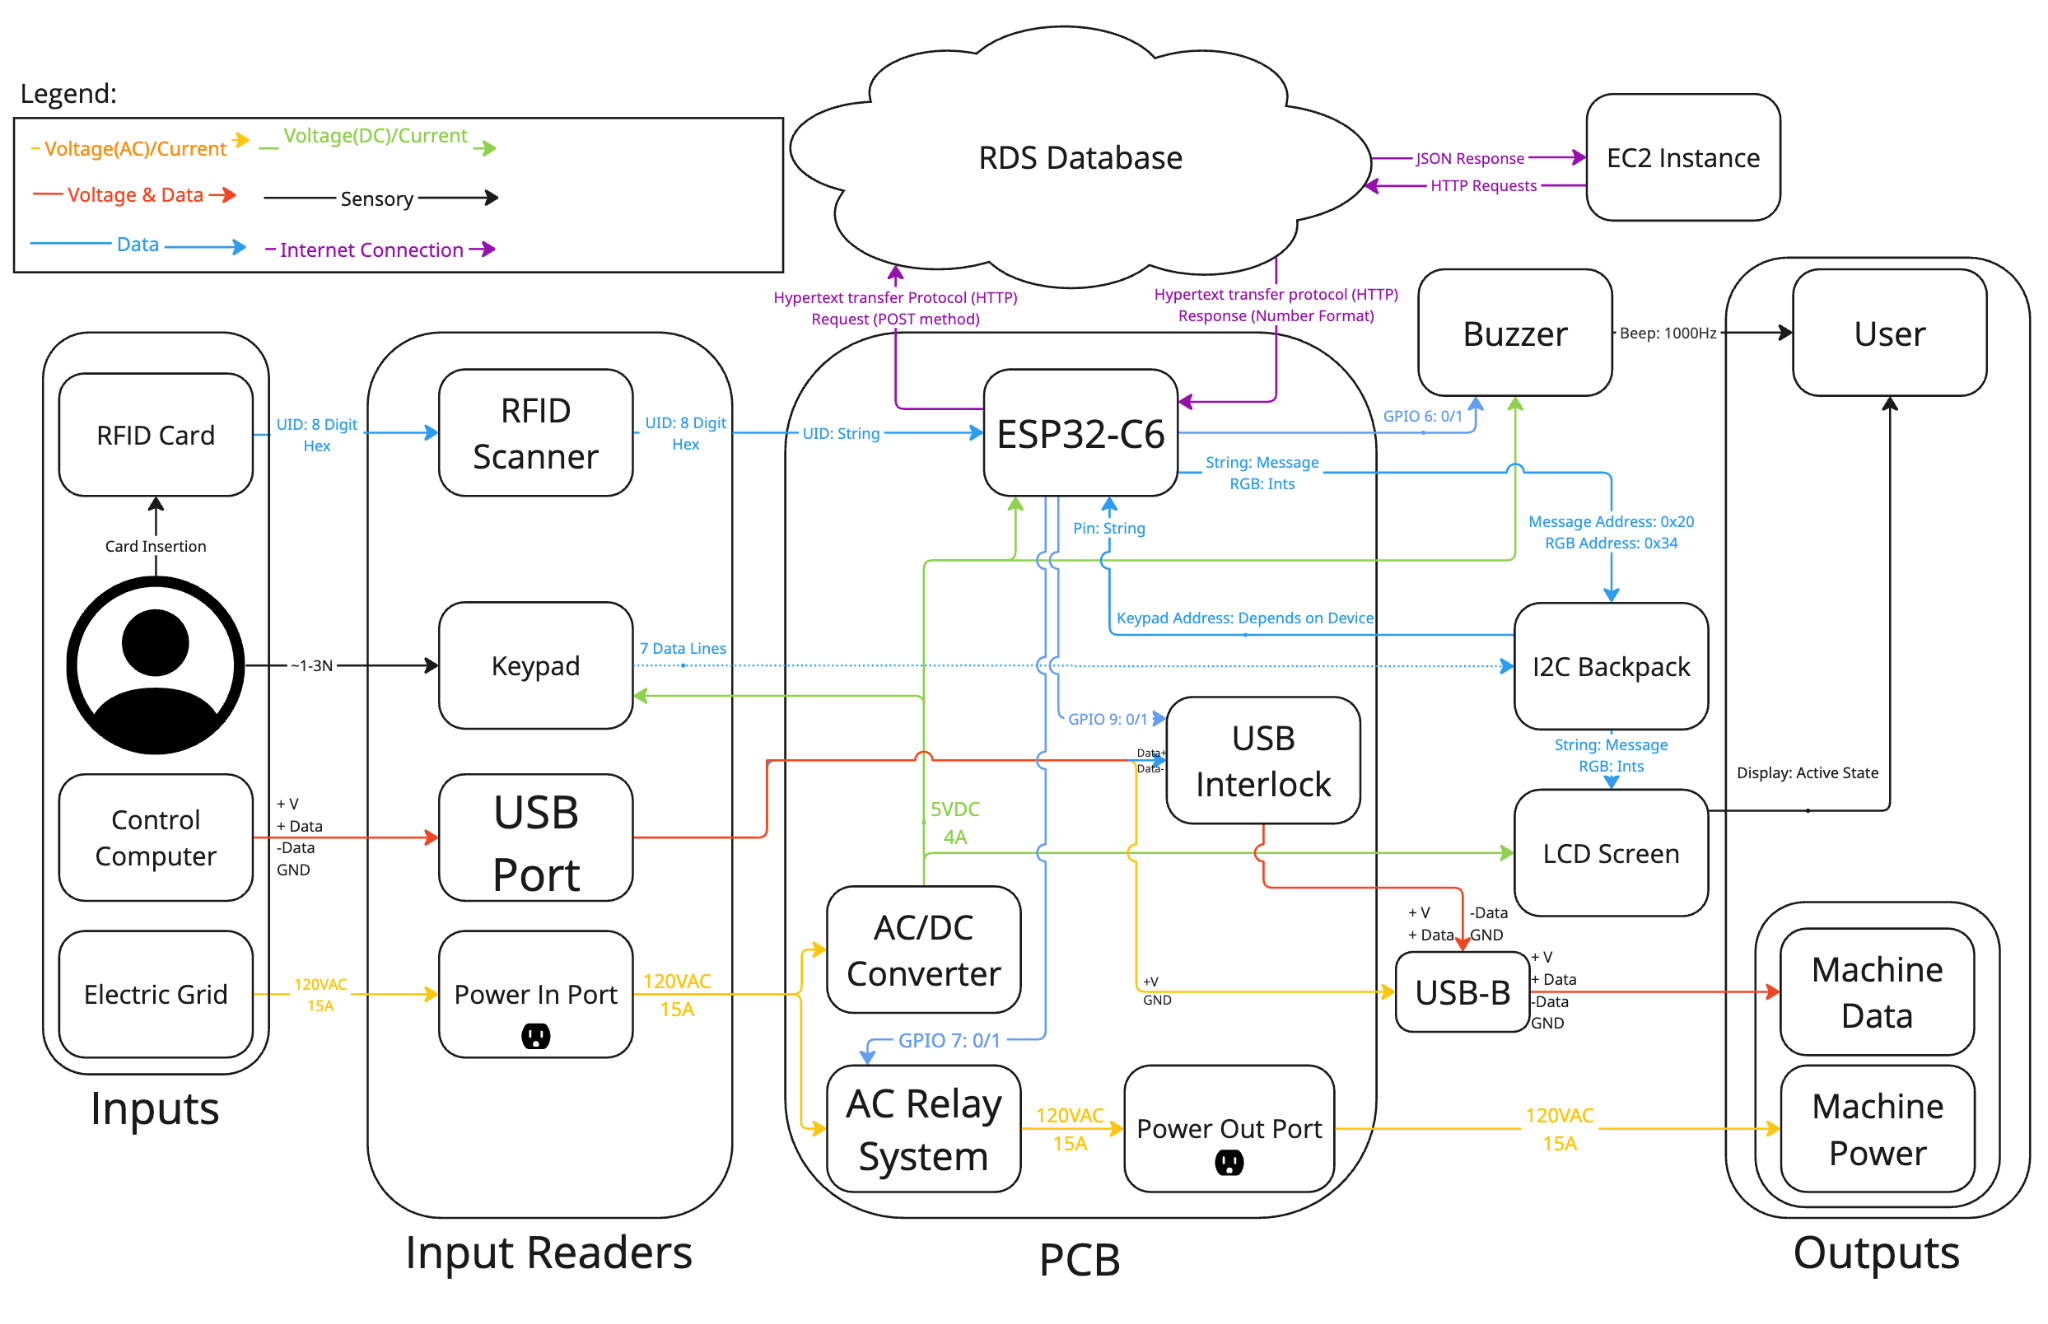 Legend:
Voltage(AC)/Current
Voltage(DC)/Current
Voltage & Data
Sensory
Data
Internet Connection
RDS Database
JSON Response
HTTP Requests
EC2 Instance
Hypertext transfer Protocol (HTTP)
Request (POST method)
Hypertext transfer protocol (HTTP)
Response (Number Format)
RFID Card
UID: 8 Digit
Hex
RFID
Scanner
UID: 8 Digit
Hex
UID: String
ESP32-C6
GPIO 6: 0/1
Buzzer
Beep: 1000Hz
User
String: Message
RGB: Ints
Message Address: 0x20
RGB Address: 0x34
Card Insertion
Pin: String
~1-3N
Keypad
7 Data Lines
Keypad Address: Depends on Device
I2C Backpack
GPIO 9: 0/1
Data+
Data-
USB
Interlock
String: Message
RGB: Ints
Display: Active State
Control
Computer
+ V
+ Data
-Data
GND
USB
Port
5VDC
4A
LCD Screen
Electric Grid
120VAC
15A
Power In Port
120VAC
15A
AC/DC
Converter
+V
GND
+ V
+ Data
-Data
GND
USB-B
+ V
+ Data
-Data
GND
Machine
Data
GPIO 7: 0/1
AC Relay
System
120VAC
15A
Power Out Port
120VAC
15A
Machine
Power
Inputs
Input Readers
PCB
Outputs